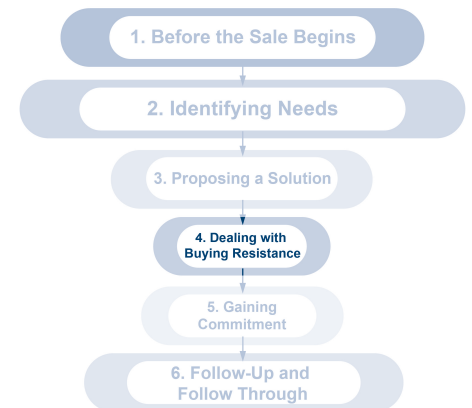 1. Before the Sale Begins
2. Identifying Needs
3. Proposing a Solution
4. Dealing with
Buying Resistance
5. Gaining
Commitment
6. Follow-Up and
Follow Through